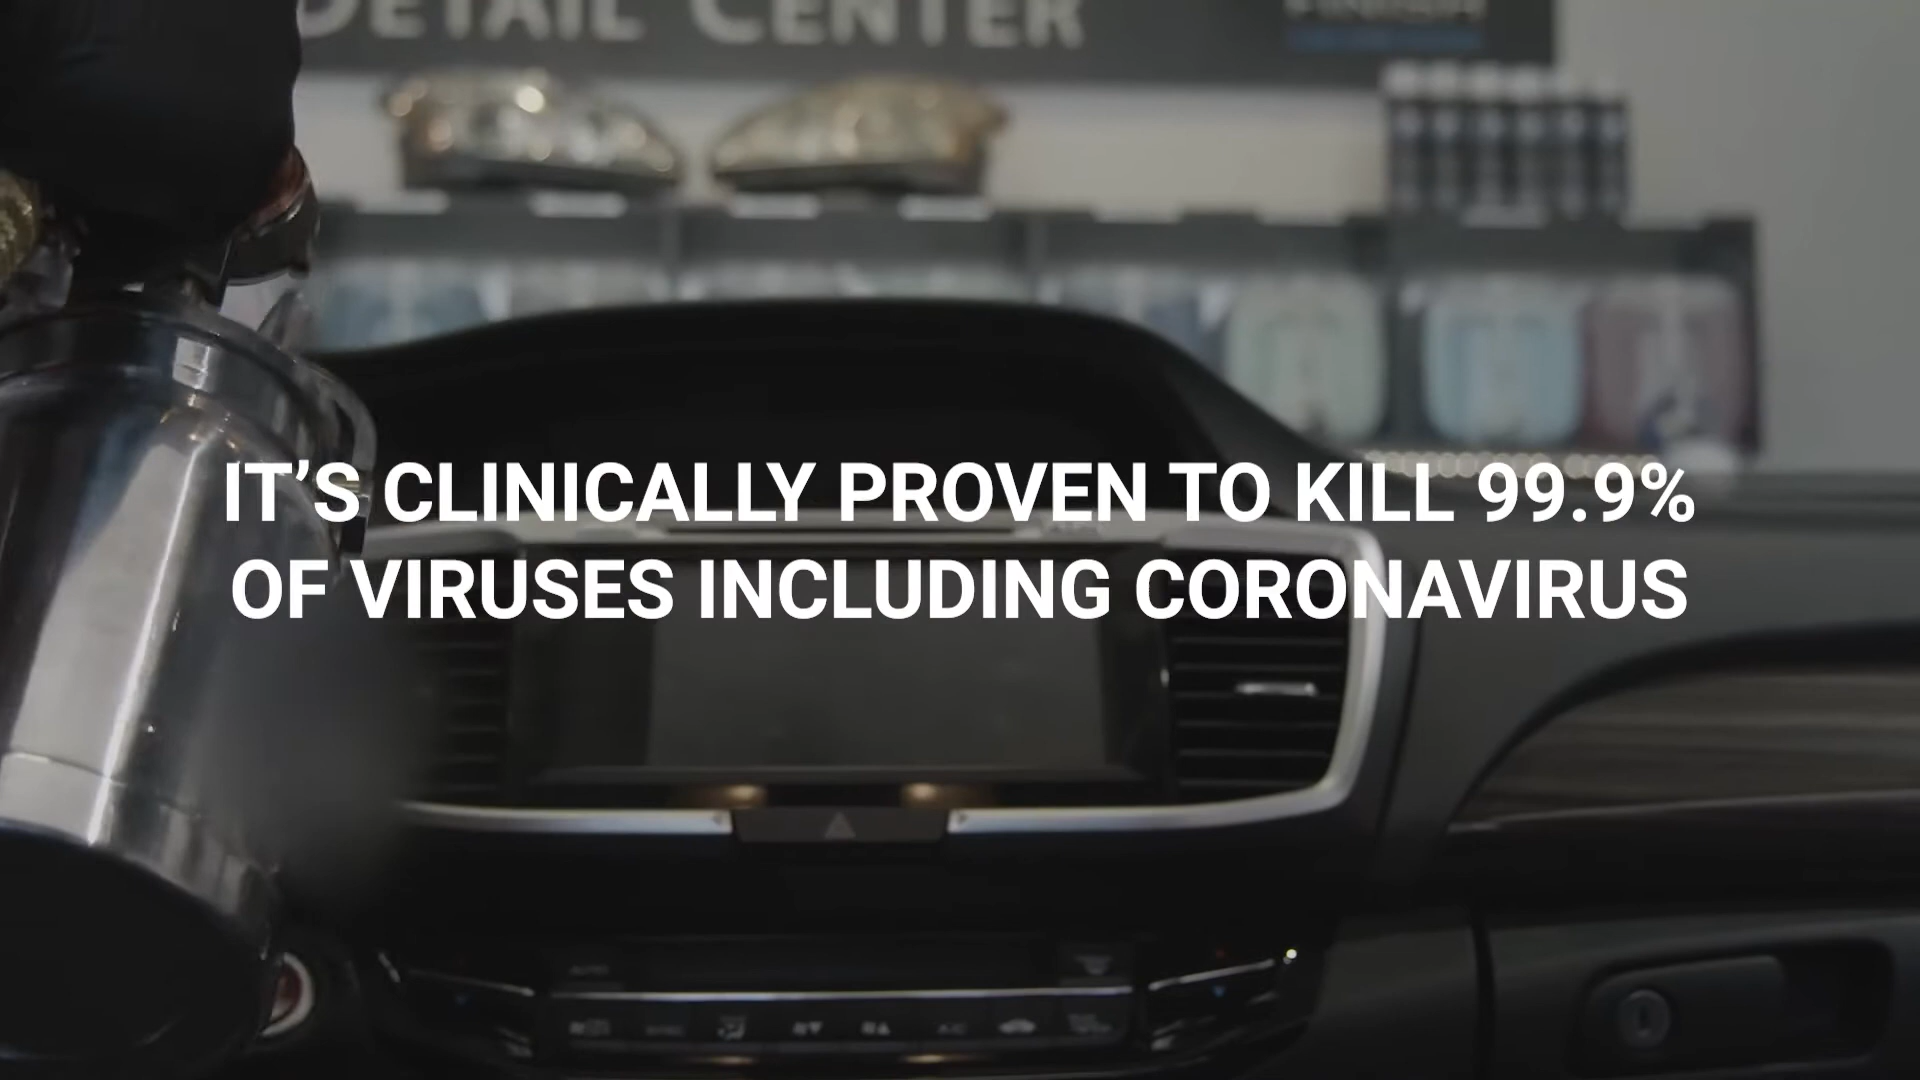 DETAIL CENTER
IT’S CLINICALLY PROVEN TO KILL 99.9%
OF VIRUSES INCLUDING CORONAVIRUS